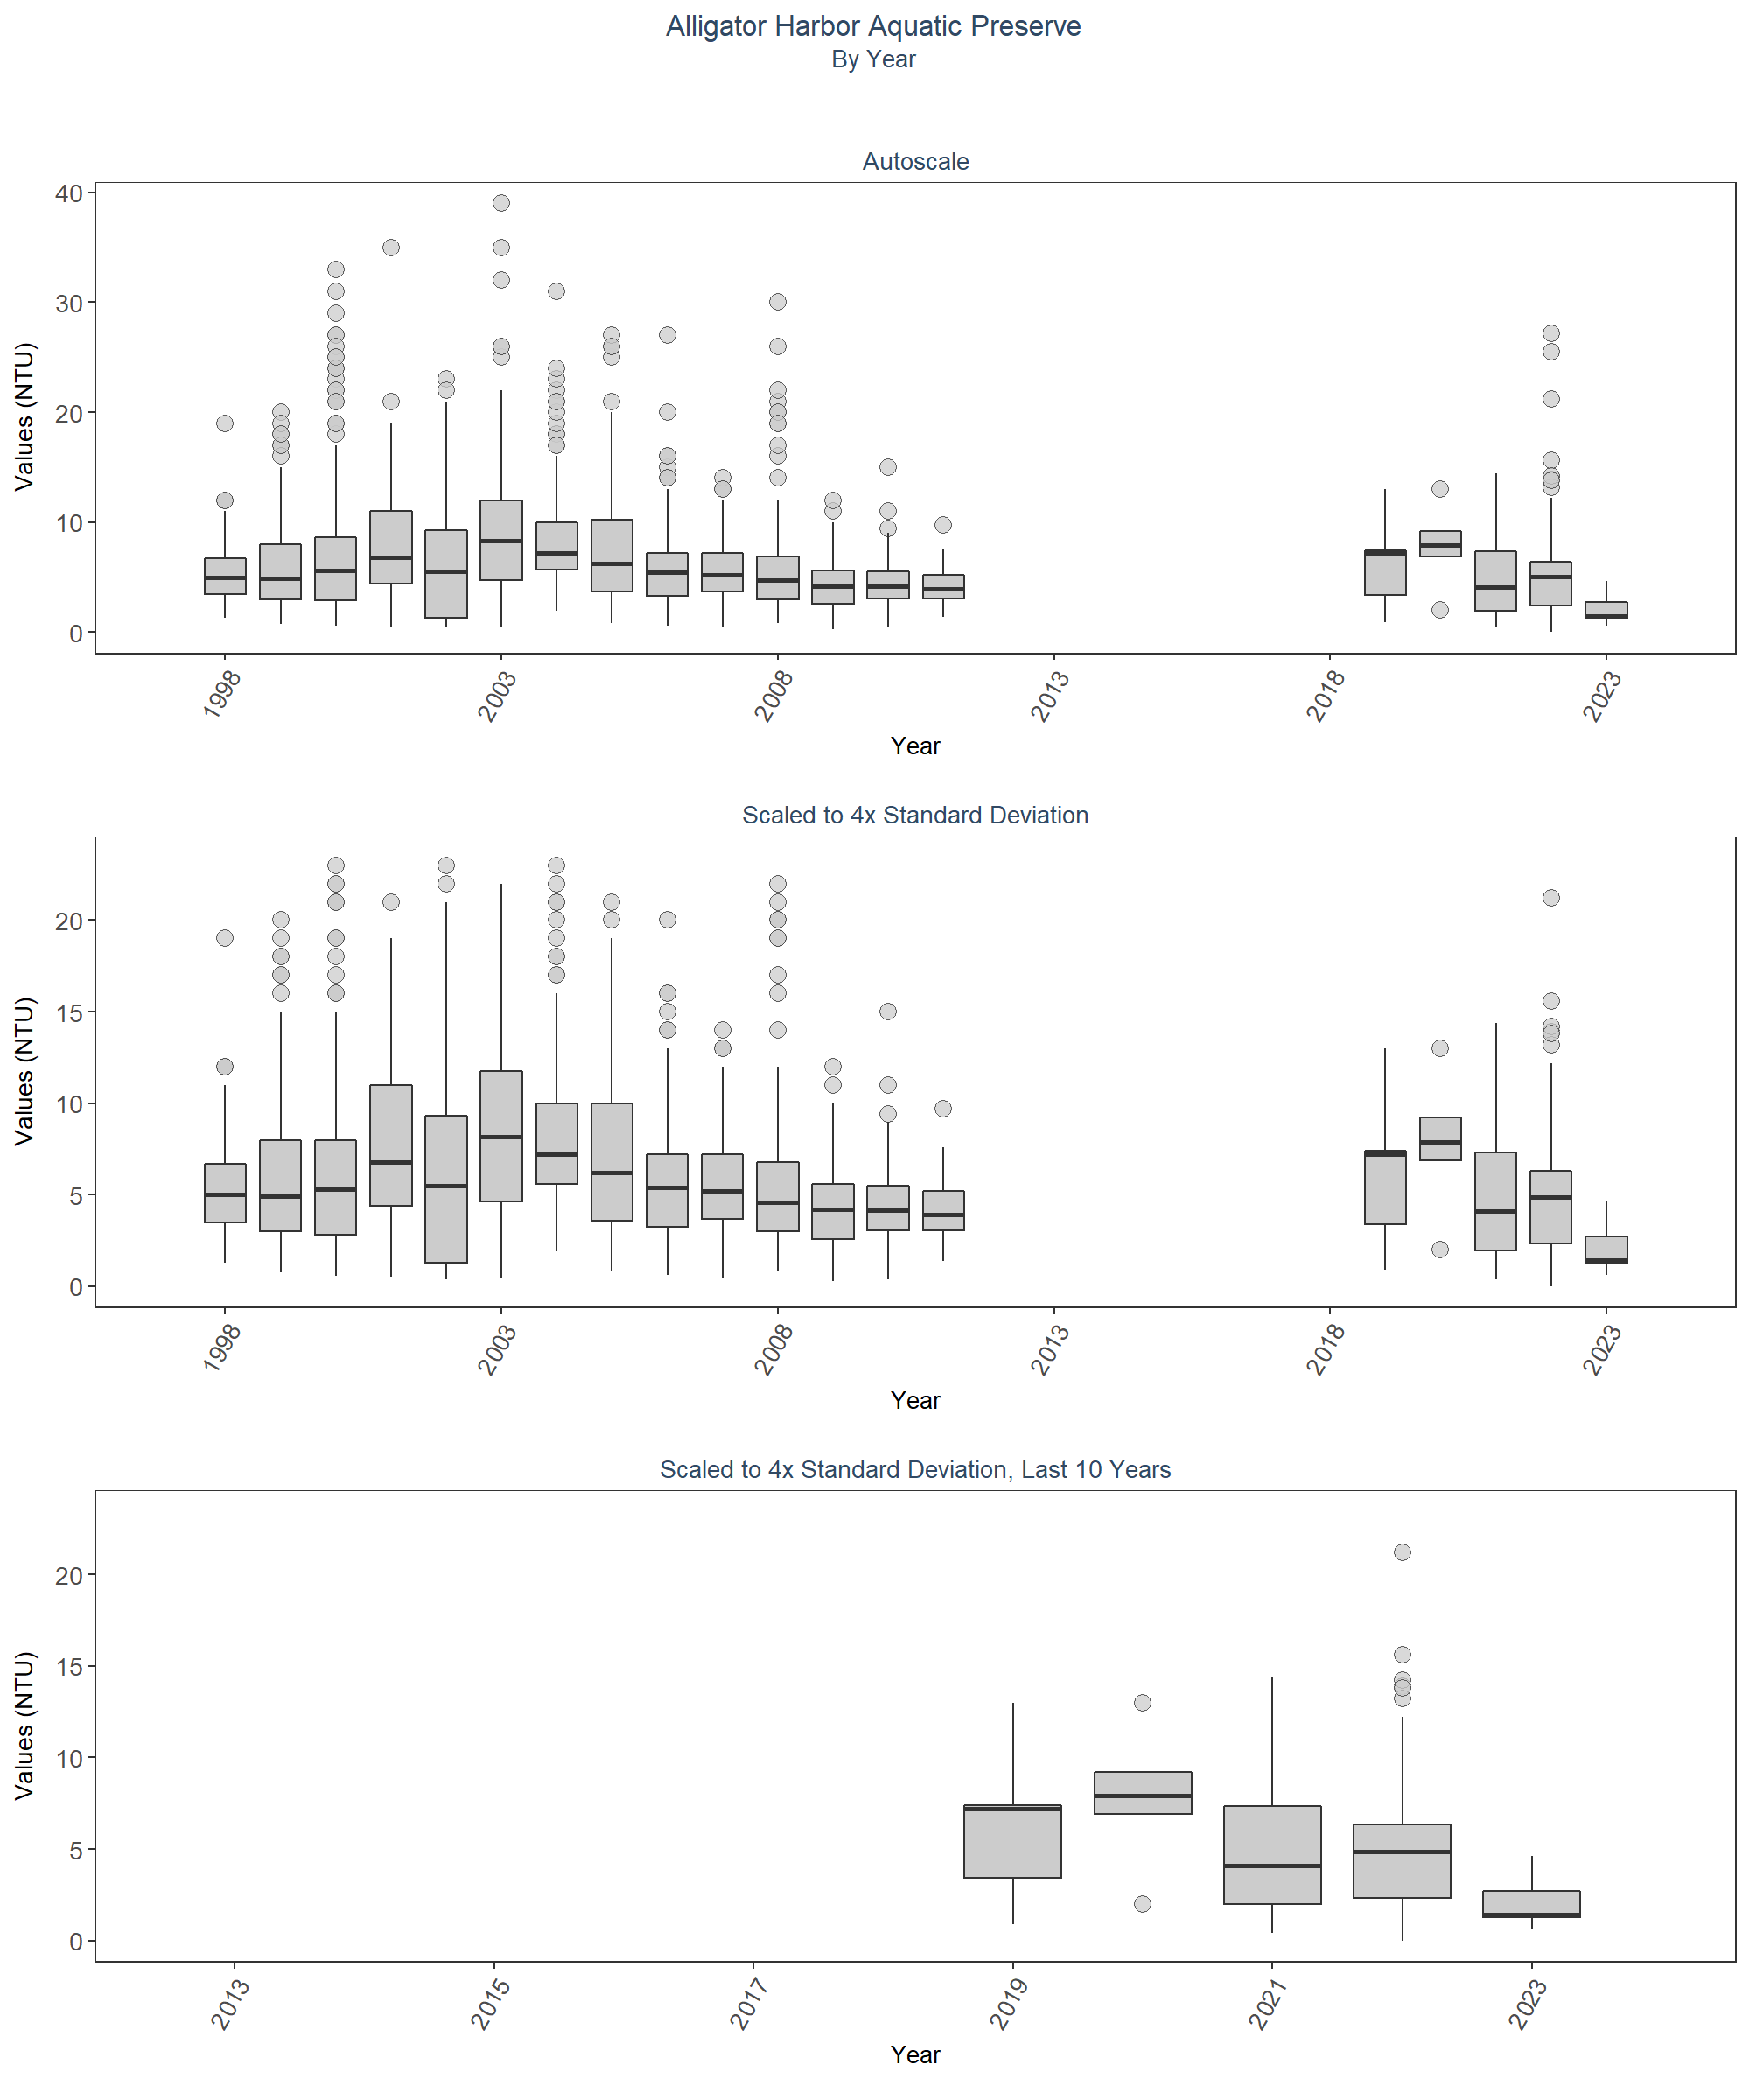 Alligator Harbor Aquatic Preserve
By Year
Autoscale
Values (NTU)
40
30
20
10
0
1998 2003 2008 2013 2018 2023
Year
Scaled to 4x Standard Deviation
Values (NTU)
20
15
10
5
0
1998 2003 2008 2013 2018 2023
Year
Scaled to 4x Standard Deviation, Last 10 Years
Values (NTU)
20
15
10
5
0
2013 2015 2017 2019 2021 2023
Year